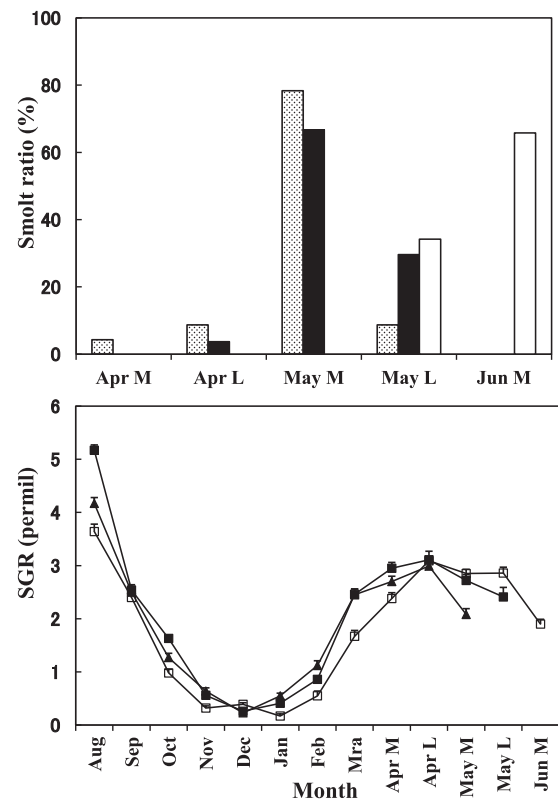 100
80
60
40
20
0
Smolt ratio (%)
Apr M Apr L May M May L Jun M
6
5
4
3
2
1
0
SGR (permil)
Aug Sep Oct Nov Dec Jan Feb Mra Apr M Apr L May M May L Jun M
Month